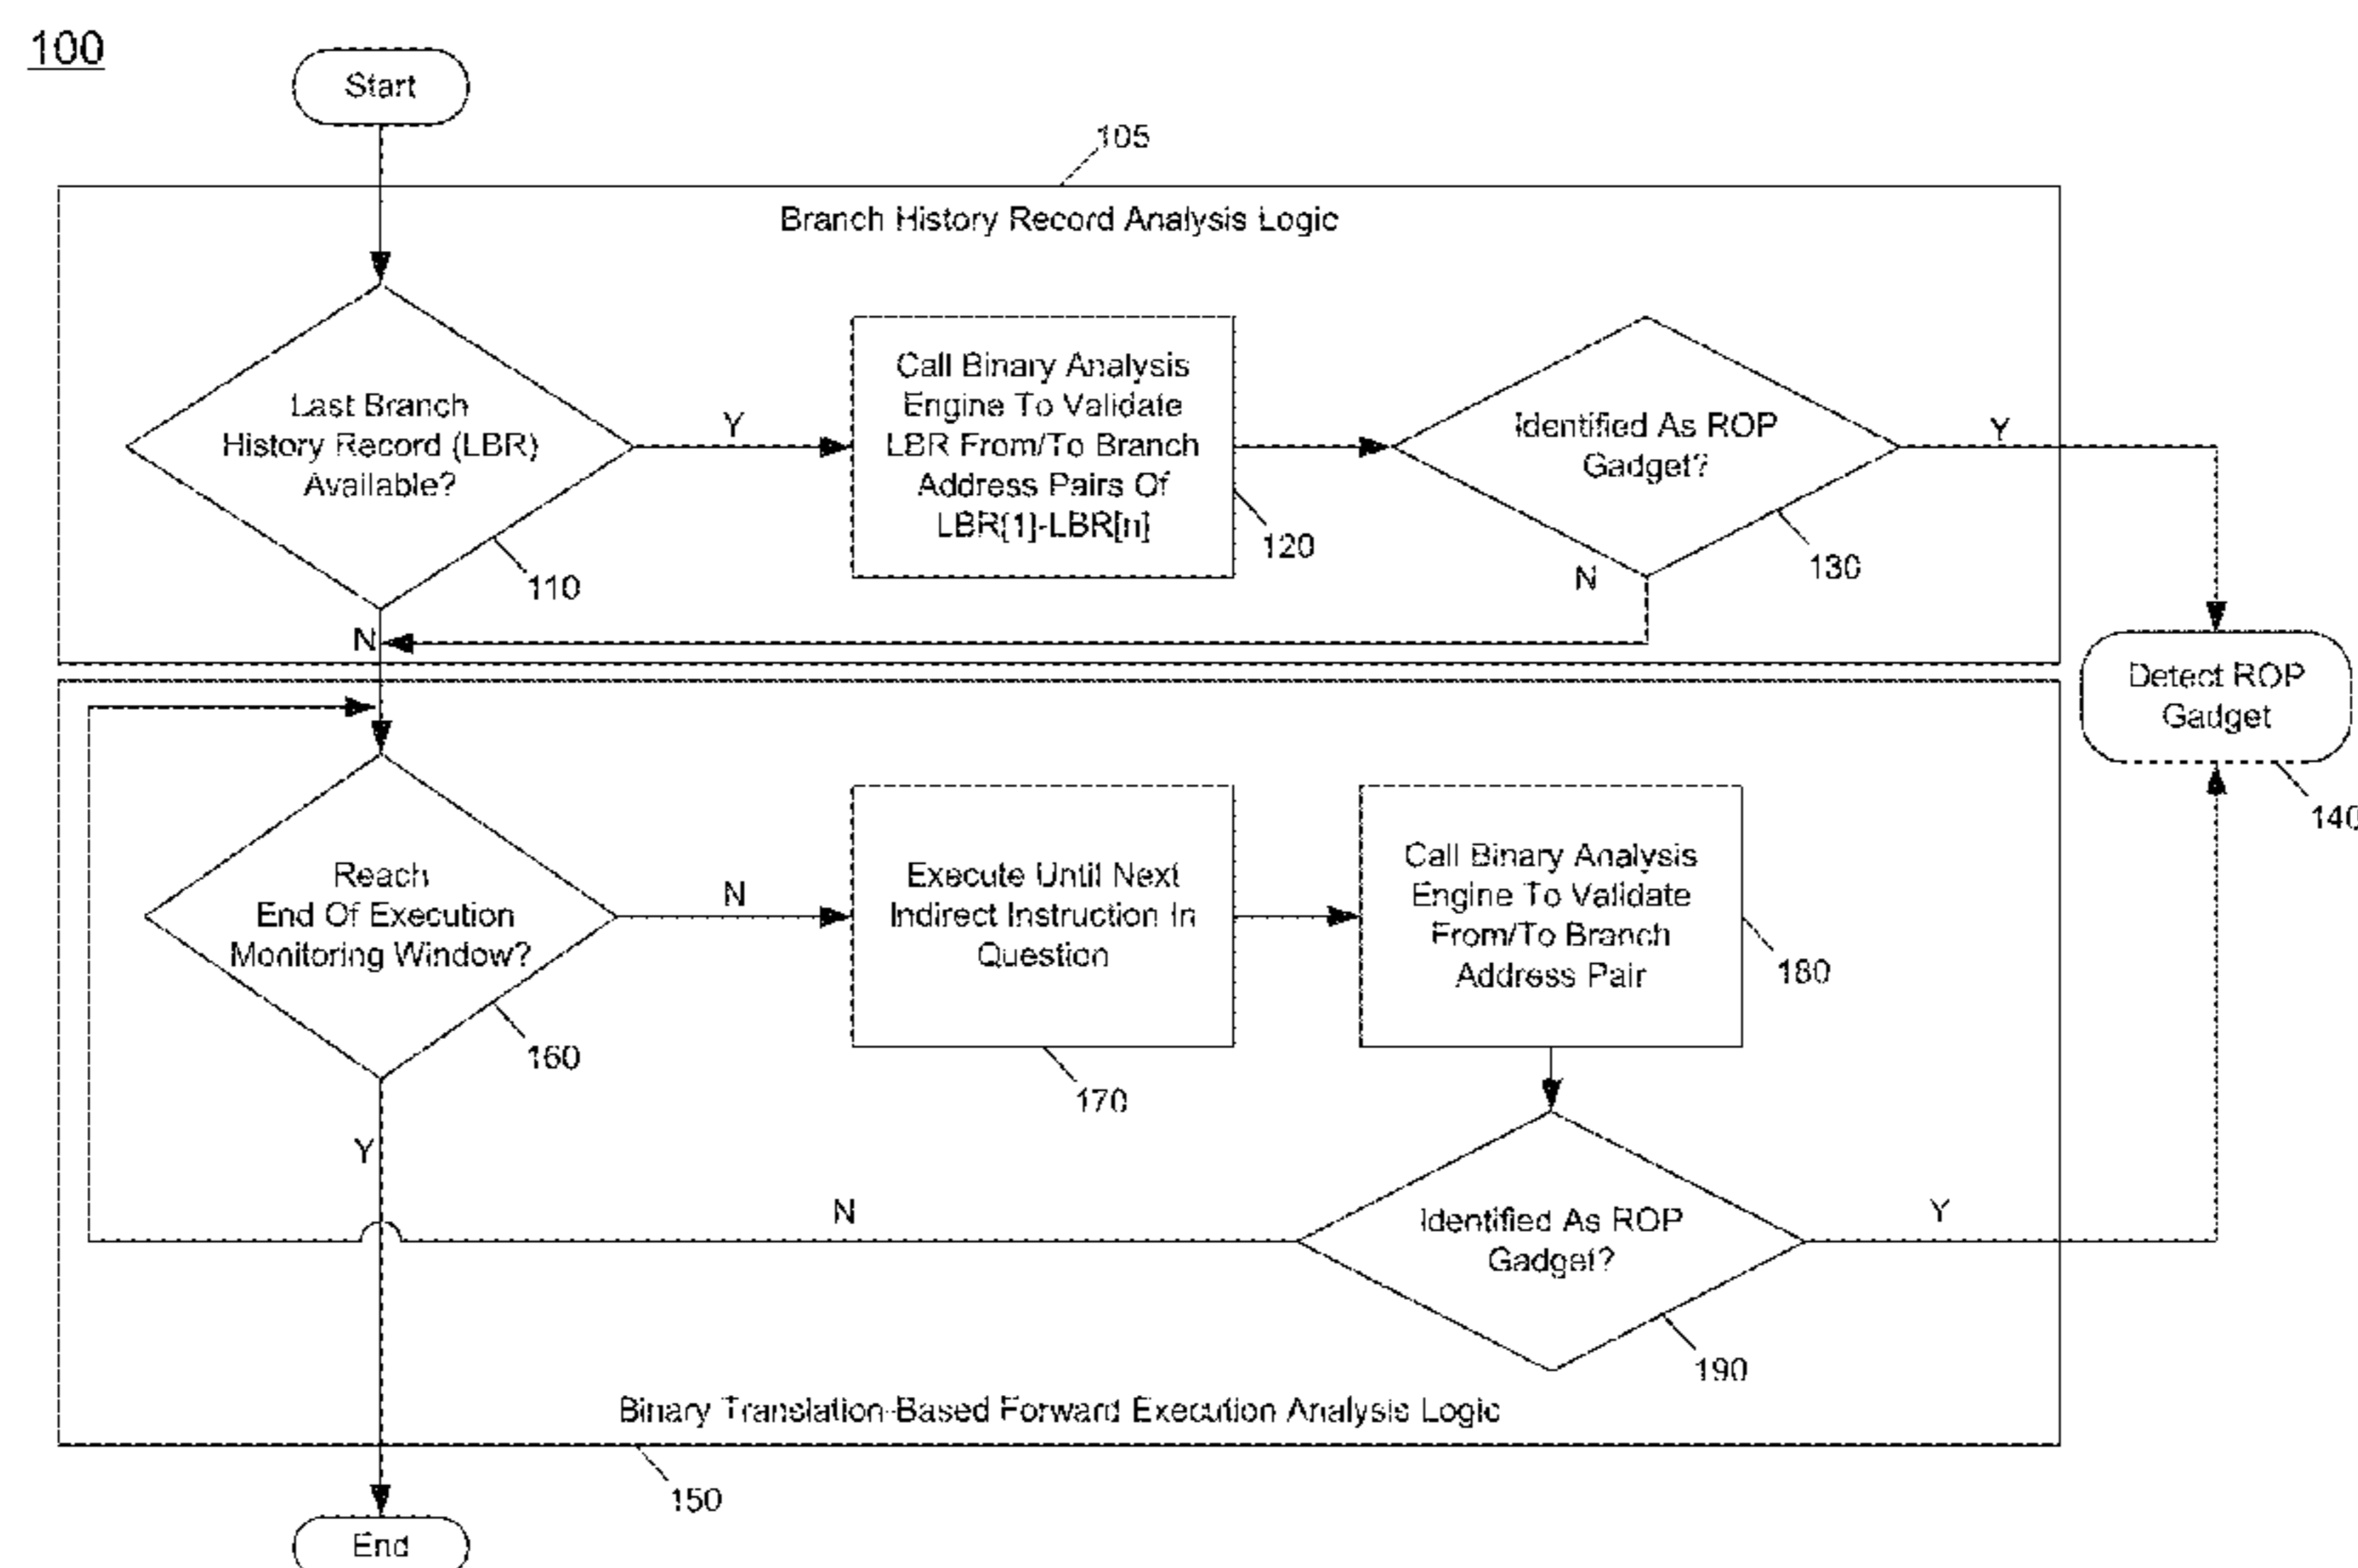 100
Start
105
Branch History Record Analysis Logic
Last Branch
History Record (LBR)
Available?
Y
Call Binary Analysis
Engine To Validate
LBR From/To Branch
Address Pairs Of
LBR[1]-LBR[n]
Identified As ROP
Gadget?
Y
110
120
N
130
N
Detect ROP
Gadget
140
Reach
End Of Execution
Monitoring Window?
N
Execute Until Next
Indirect Instruction In
Question
Call Binary Analysis
Engine To Validate
From/To Branch
Address Pair
180
160
170
Y
N
Identified As ROP
Gadget?
Y
190
Binary Translation-Based Forward Execution Analysis Logic
150
End